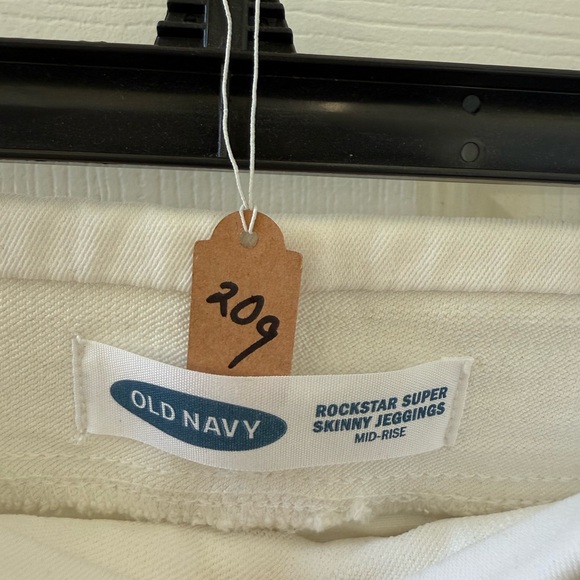 209
OLD NAVY
ROCKSTAR SUPER
SKINNY JEGGINGS
MID-RISE